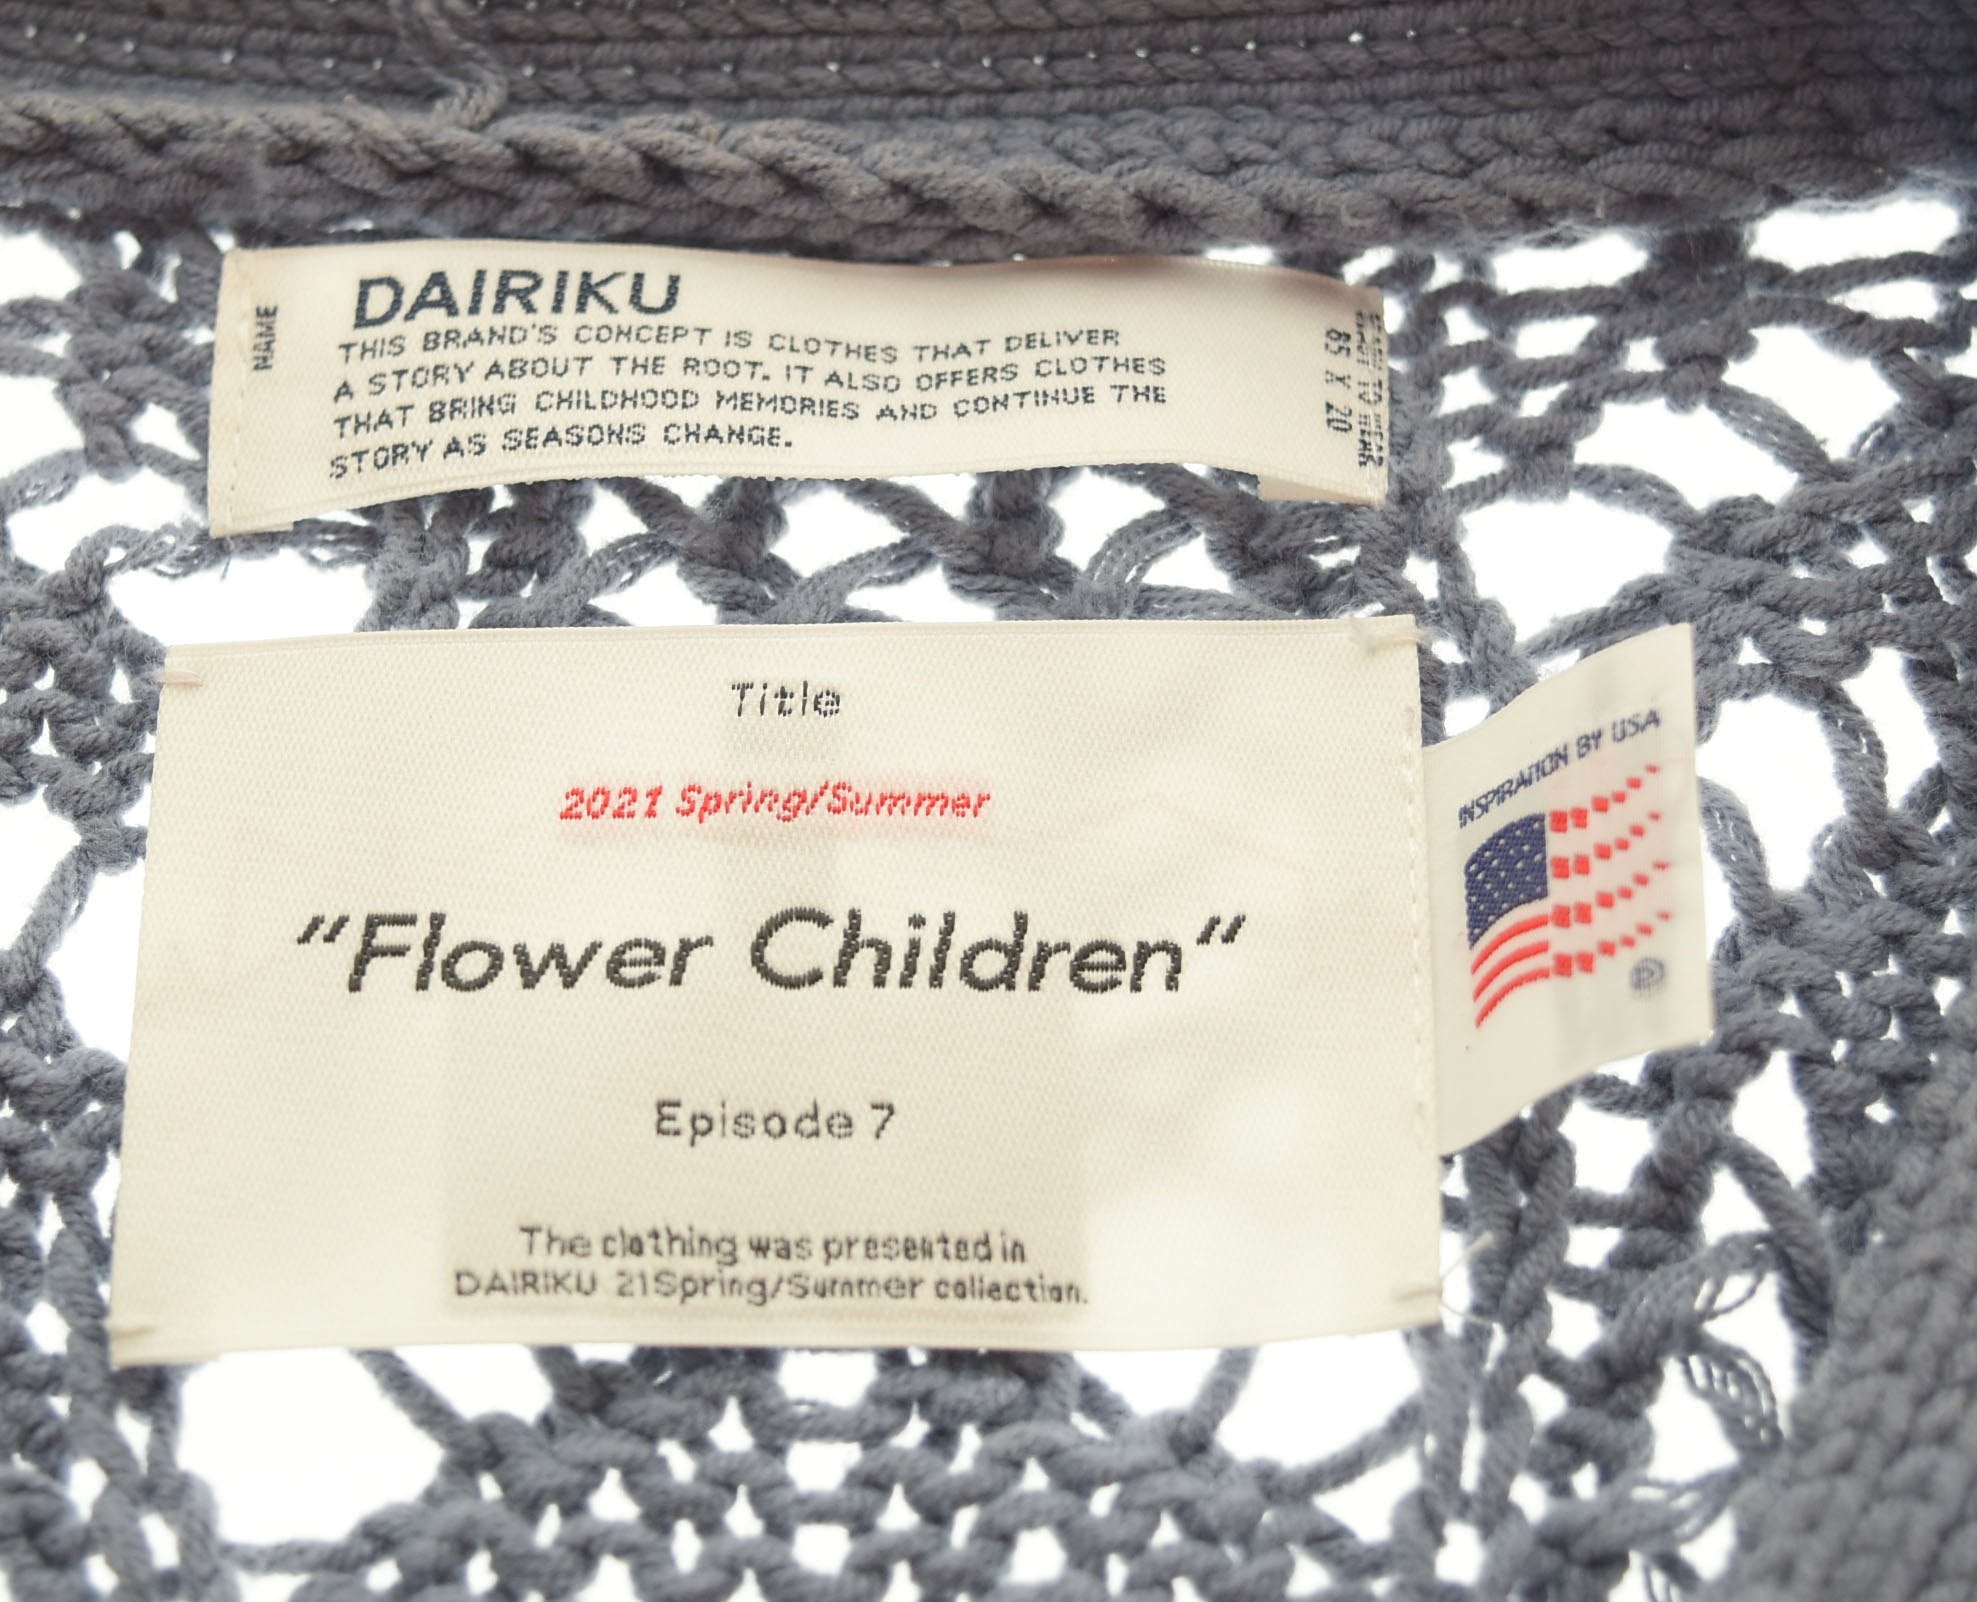 NAME
DAIRIKU
THIS BRAND'S CONCEPT IS CLOTHES THAT DELIVER
A STORY ABOUT THE ROOT. IT ALSO OFFERS CLOTHES
THAT BRING CHILDHOOD MEMORIES AND CONTINUE THE
STORY AS SEASONS CHANGE.
Title
2021 Spring/Summer
"Flower Children"
Episode 7
The clothing was presented in
DAIRIKU 21Spring/Summer collection.
INSPIRATION BY USA